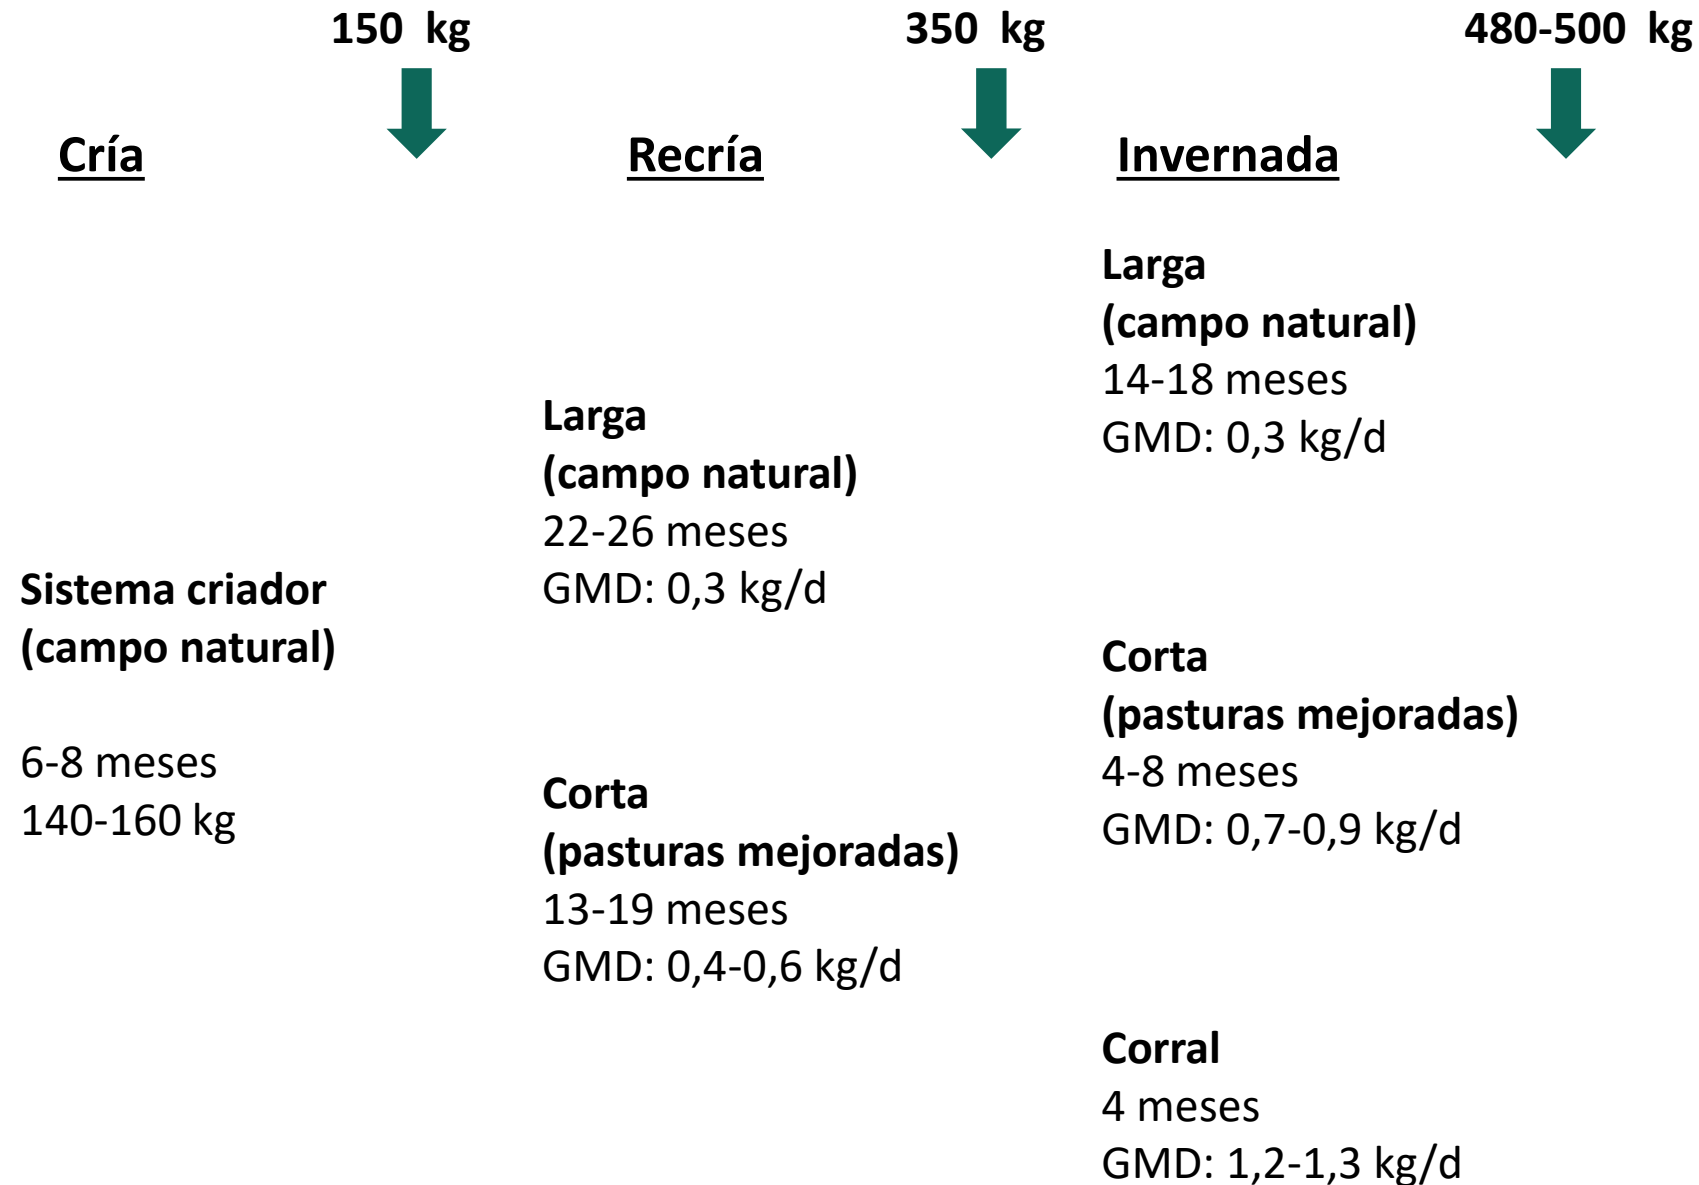 150 kg
350 kg
480-500 kg
Cría
Recría
Invernada
Sistema criador
(campo natural)
6-8 meses
140-160 kg
Larga
(campo natural)
22-26 meses
GMD: 0,3 kg/d
Corta
(pasturas mejoradas)
13-19 meses
GMD: 0,4-0,6 kg/d
Larga
(campo natural)
14-18 meses
GMD: 0,3 kg/d
Corta
(pasturas mejoradas)
4-8 meses
GMD: 0,7-0,9 kg/d
Corral
4 meses
GMD: 1,2-1,3 kg/d